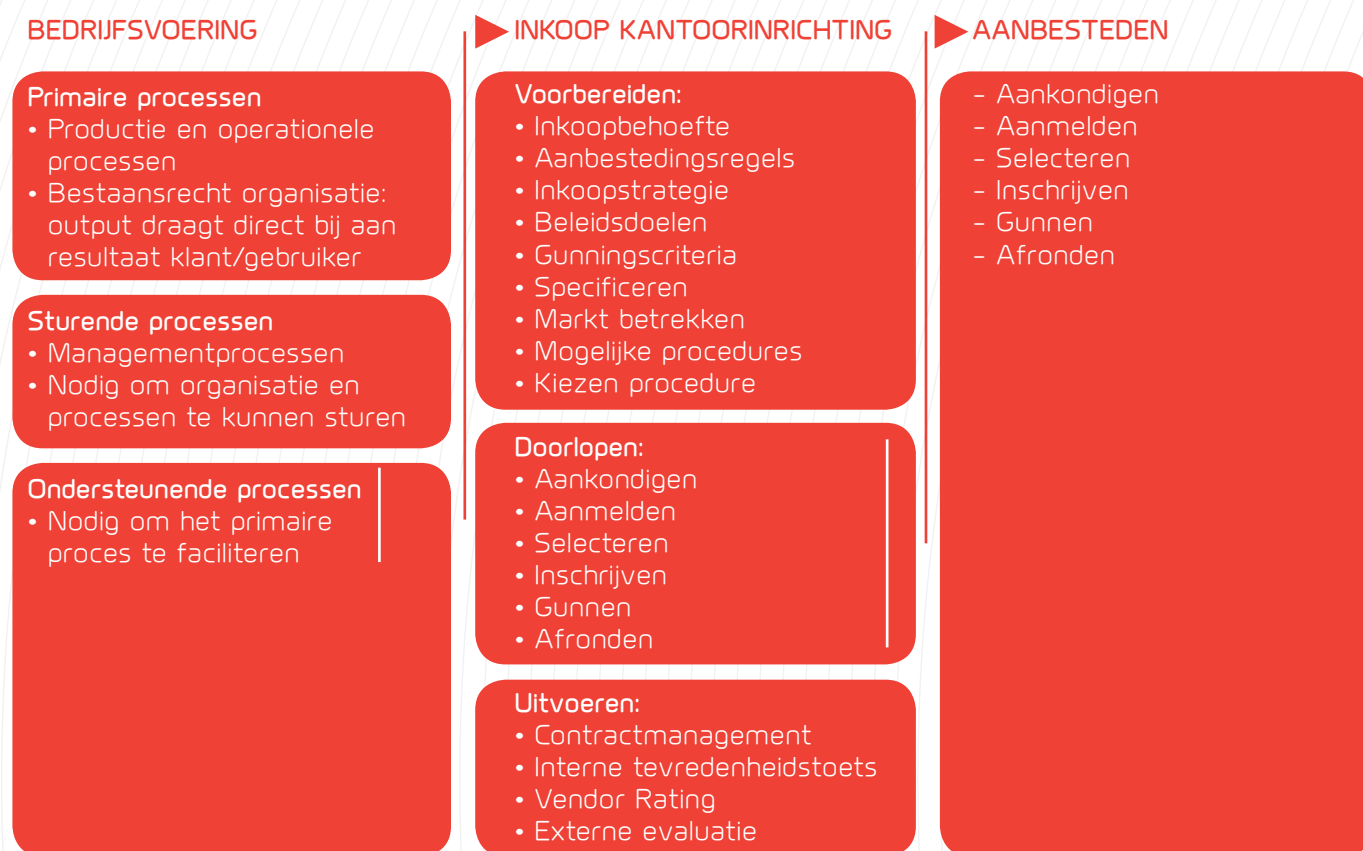 BEDRIJFSVOERING
Primaire processen
• Productie en operationele
processen
• Bestaansrecht organisatie:
output draagt direct bij aan
resultaat klant/gebruiker
Sturende processen
• Managementprocessen
• Nodig om organisatie en
processen te kunnen sturen
Ondersteunende processen
• Nodig om het primaire
proces te faciliteren
INKOOP KANTOORINRICHTING
Voorbereiden:
• Inkoopbehoefte
• Aanbestedingsregels
• Inkoopstrategie
• Beleidsdoelen
• Gunningscriteria
• Specificeren
• Markt betrekken
• Mogelijke procedures
• Kiezen procedure
Doorlopen:
• Aankondigen
• Aanmelden
• Selecteren
• Inschrijven
• Gunnen
• Afronden
Uitvoeren:
• Contractmanagement
• Interne tevredenheidstoets
• Vendor Rating
• Externe evaluatie
AANBESTEDEN
- Aankondigen
- Aanmelden
- Selecteren
- Inschrijven
- Gunnen
- Afronden